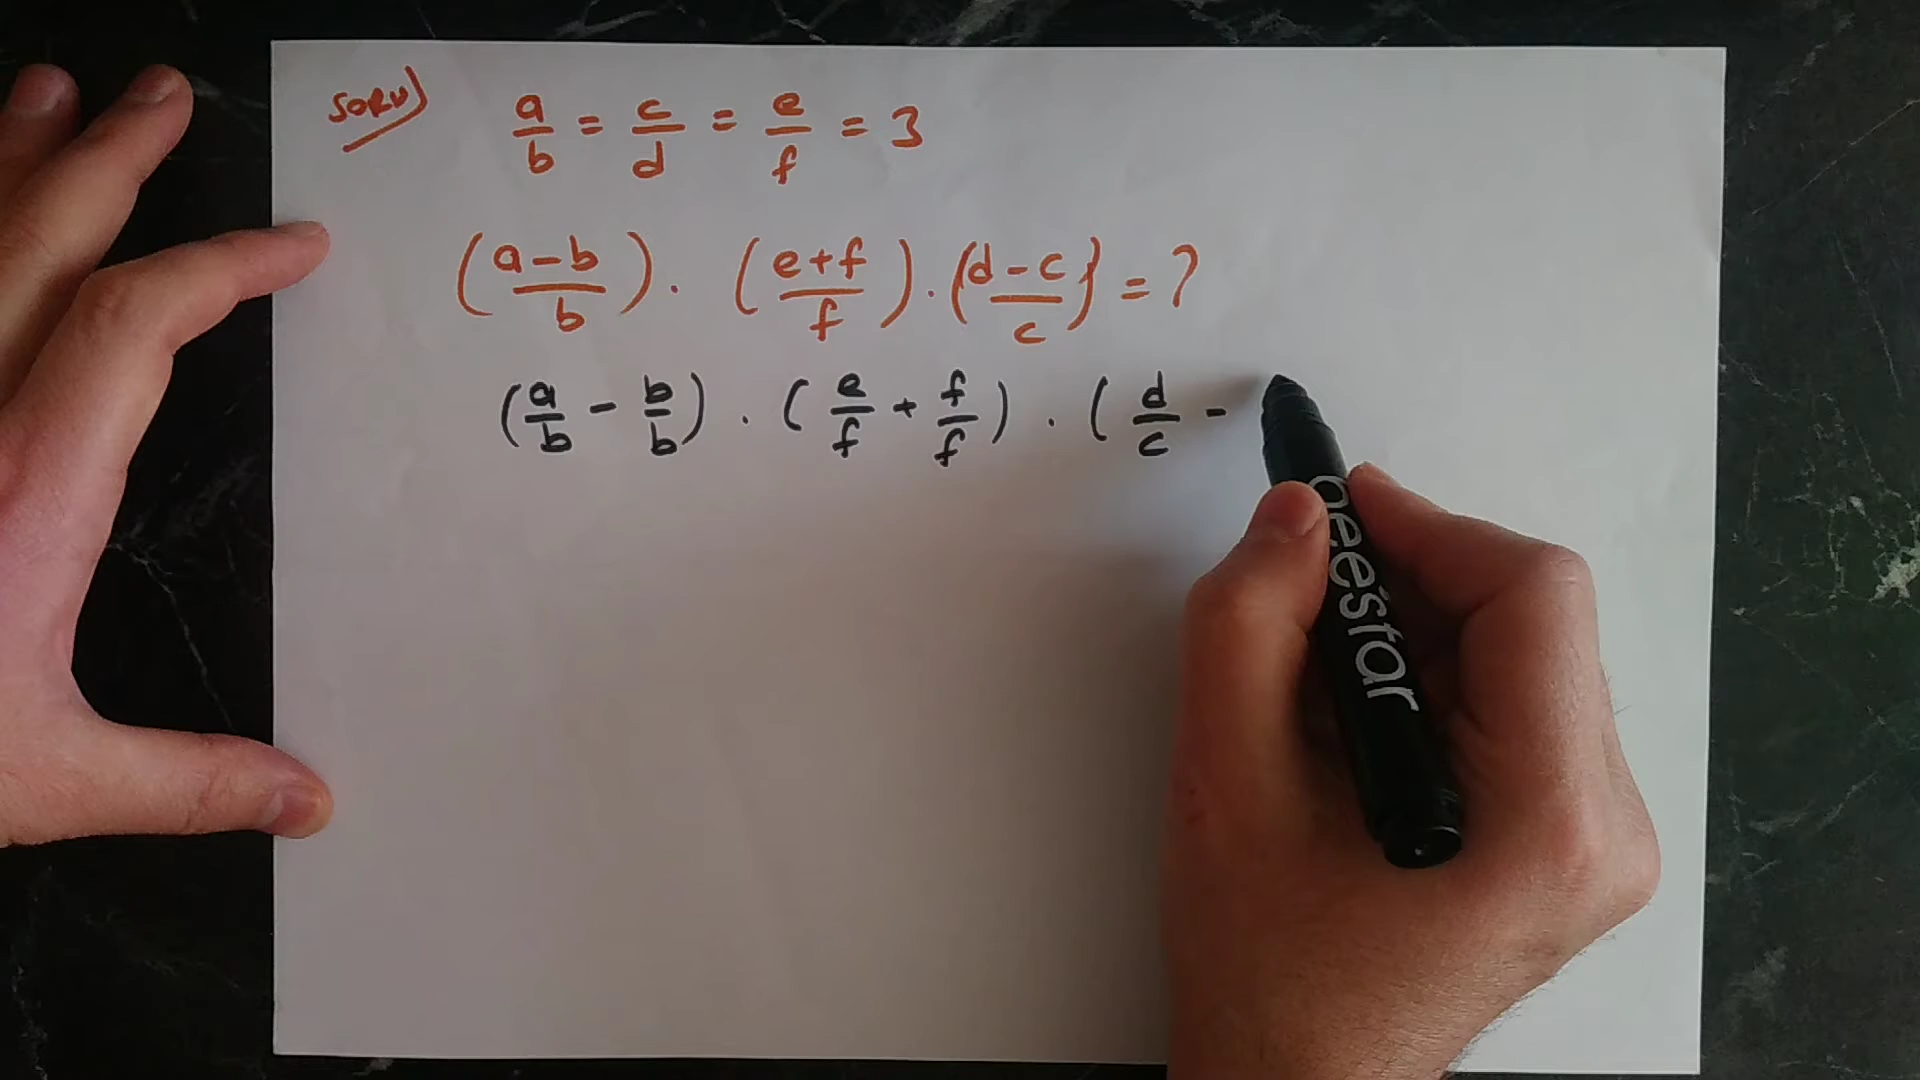 SORU) a/b = c/d = e/f = 3
((a-b)/b) . ((e+f)/f) . ((d-c)/c) = ?
(a/b - b/b) . (e/f + f/f) . (d/c -
beestar